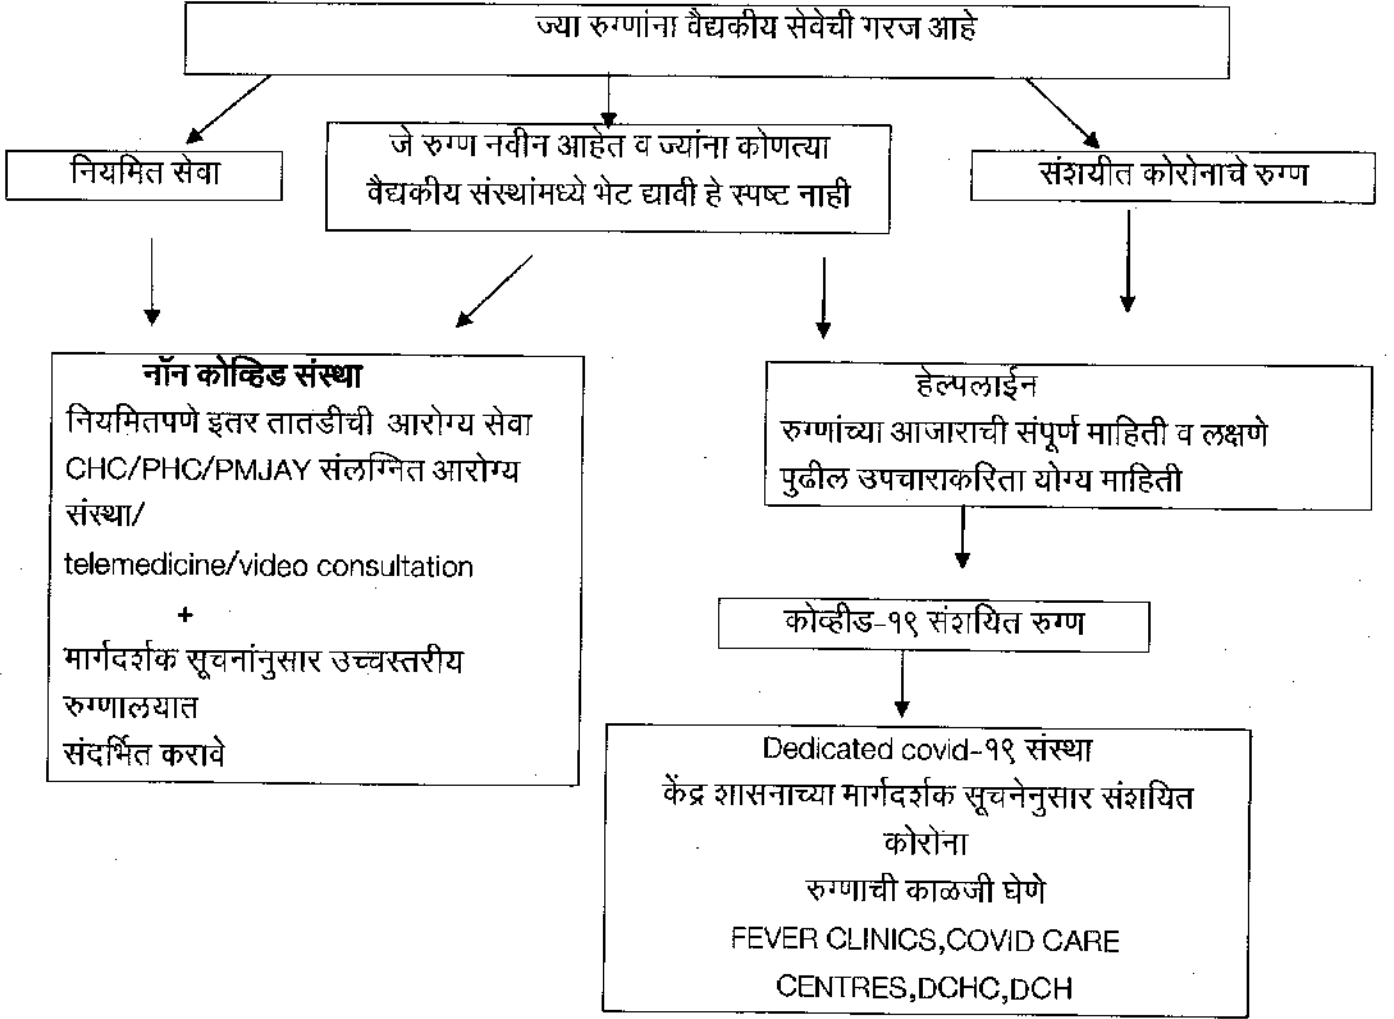 ज्या रुग्णांना वैद्यकीय सेवेची गरज आहे
नियमित सेवा
जे रुग्ण नवीन आहेत व ज्यांना कोणत्या
वैद्यकीय संस्थांमध्ये भेट द्यावी हे स्पष्ट नाही
संशयीत कोरोनाचे रुग्ण
नॉन कोव्हिड संस्था
नियमितपणे इतर तातडीची आरोग्य सेवा
CHC/PHC/PMJAY संलग्नित आरोग्य
संस्था/
telemedicine/video consultation
+
मार्गदर्शक सूचनांनुसार उच्चस्तरीय
रुग्णालयात
संदर्भित करावे
हेल्पलाईन
रुग्णांच्या आजाराची संपूर्ण माहिती व लक्षणे
पुढील उपचाराकरिता योग्य माहिती
कोव्हीड-१९ संशयित रुग्ण
Dedicated covid-१९ संस्था
केंद्र शासनाच्या मार्गदर्शक सूचनेनुसार संशयित
कोरोना
रुग्णाची काळजी घेणे
FEVER CLINICS,COVID CARE
CENTRES,DCHC,DCH